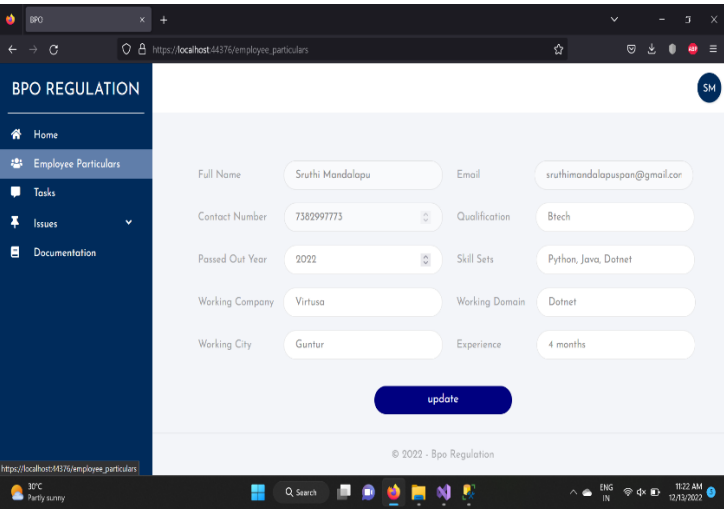 BPO
https://localhost:44376/employee_particulars
ABP
BPO REGULATION
SM
Home
Employee Particulars
Tasks
Issues
Documentation
Full Name Sruthi Mandalapu Email sruthimandalapuspan@gmail.cor
Contact Number 7382997773 Qualification Btech
Passed Out Year 2022 Skill Sets Python, Java, Dotnet
Working Company Virtusa Working Domain Dotnet
Working City Guntur Experience 4 months
update
© 2022 - Bpo Regulation
https://localhost:44376/employee_particulars
30°C
Partly sunny
Search
ENG
IN
11:22 AM
12/13/2022
3